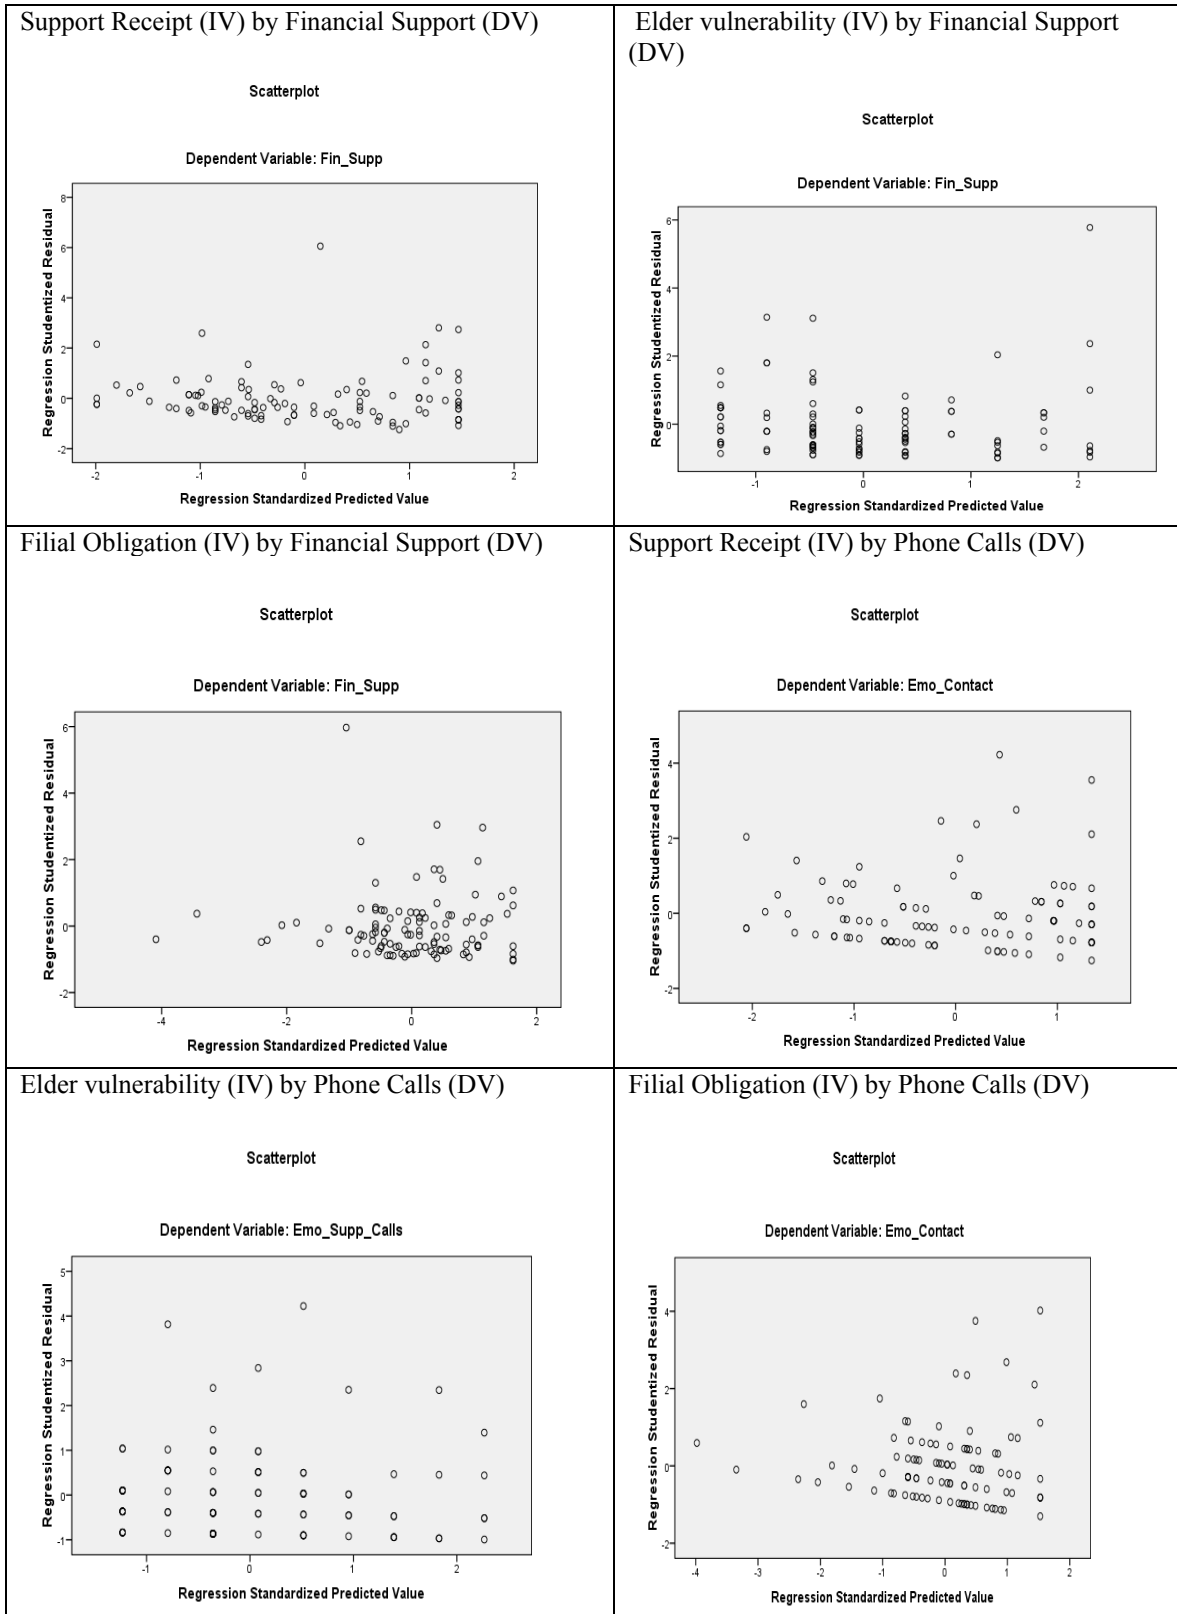 Support Receipt (IV) by Financial Support (DV)
Scatterplot
Dependent Variable: Fin_Supp
Regression Studentized Residual
8
6
4
2
0
-2
-2
-1
0
1
2
Regression Standardized Predicted Value
Elder vulnerability (IV) by Financial Support
(DV)
Scatterplot
Dependent Variable: Fin_Supp
Regression Studentized Residual
6
4
2
0
-1
0
1
2
Regression Standardized Predicted Value
Filial Obligation (IV) by Financial Support (DV)
Scatterplot
Dependent Variable: Fin_Supp
Regression Studentized Residual
6
4
2
0
-2
-4
-2
0
2
Regression Standardized Predicted Value
Support Receipt (IV) by Phone Calls (DV)
Scatterplot
Dependent Variable: Emo_Contact
Regression Studentized Residual
4
2
0
-2
-2
-1
0
1
Regression Standardized Predicted Value
Elder vulnerability (IV) by Phone Calls (DV)
Scatterplot
Dependent Variable: Emo_Supp_Calls
Regression Studentized Residual
5
4
3
2
1
0
-1
-1
0
1
2
Regression Standardized Predicted Value
Filial Obligation (IV) by Phone Calls (DV)
Scatterplot
Dependent Variable: Emo_Contact
Regression Studentized Residual
4
2
0
-2
-4
-3
-2
-1
0
1
2
Regression Standardized Predicted Value